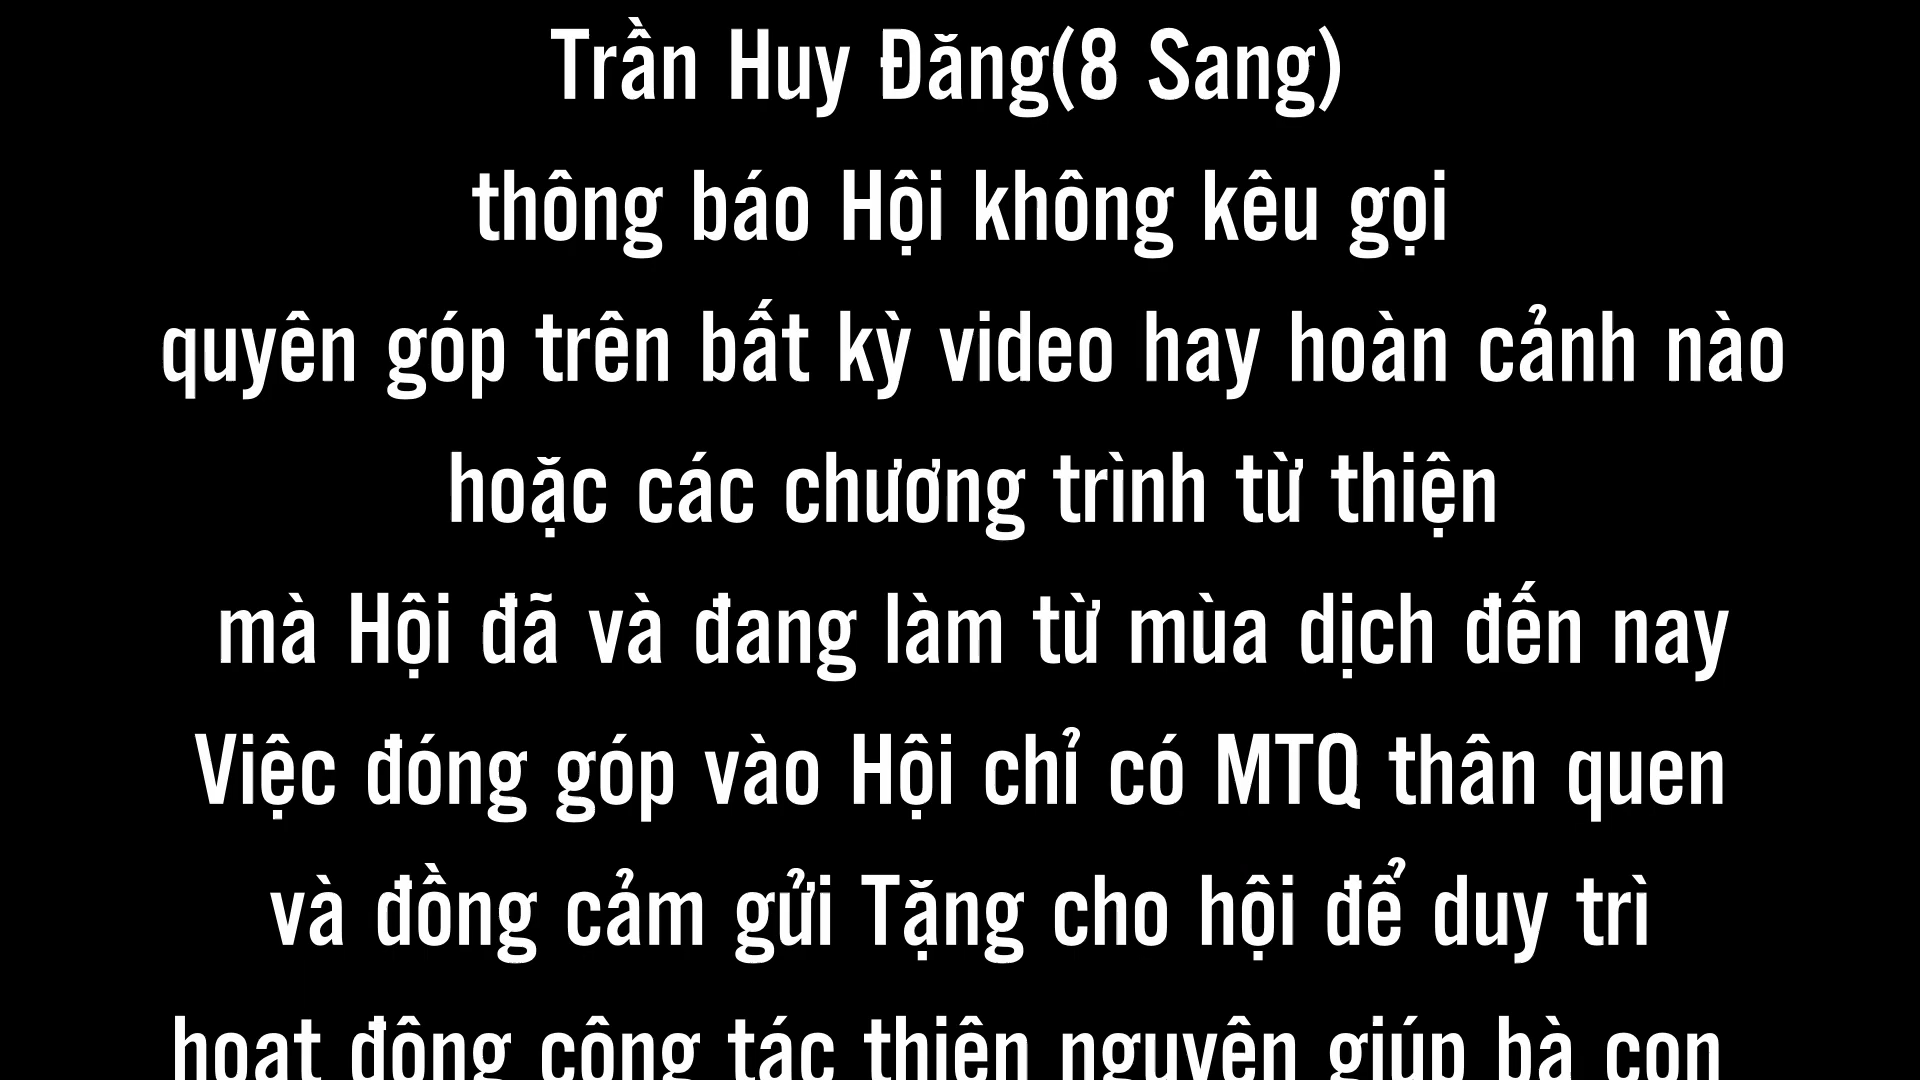 Trần Huy Đăng(8 Sang)
thông báo Hội không kêu gọi
quyên góp trên bất kỳ video hay hoàn cảnh nào
hoặc các chương trình từ thiện
mà Hội đã và đang làm từ mùa dịch đến nay
Việc đóng góp vào Hội chỉ có MTQ thân quen
và đồng cảm gửi Tặng cho hội để duy trì
hoạt động công tác thiện nguyện giúp bà con